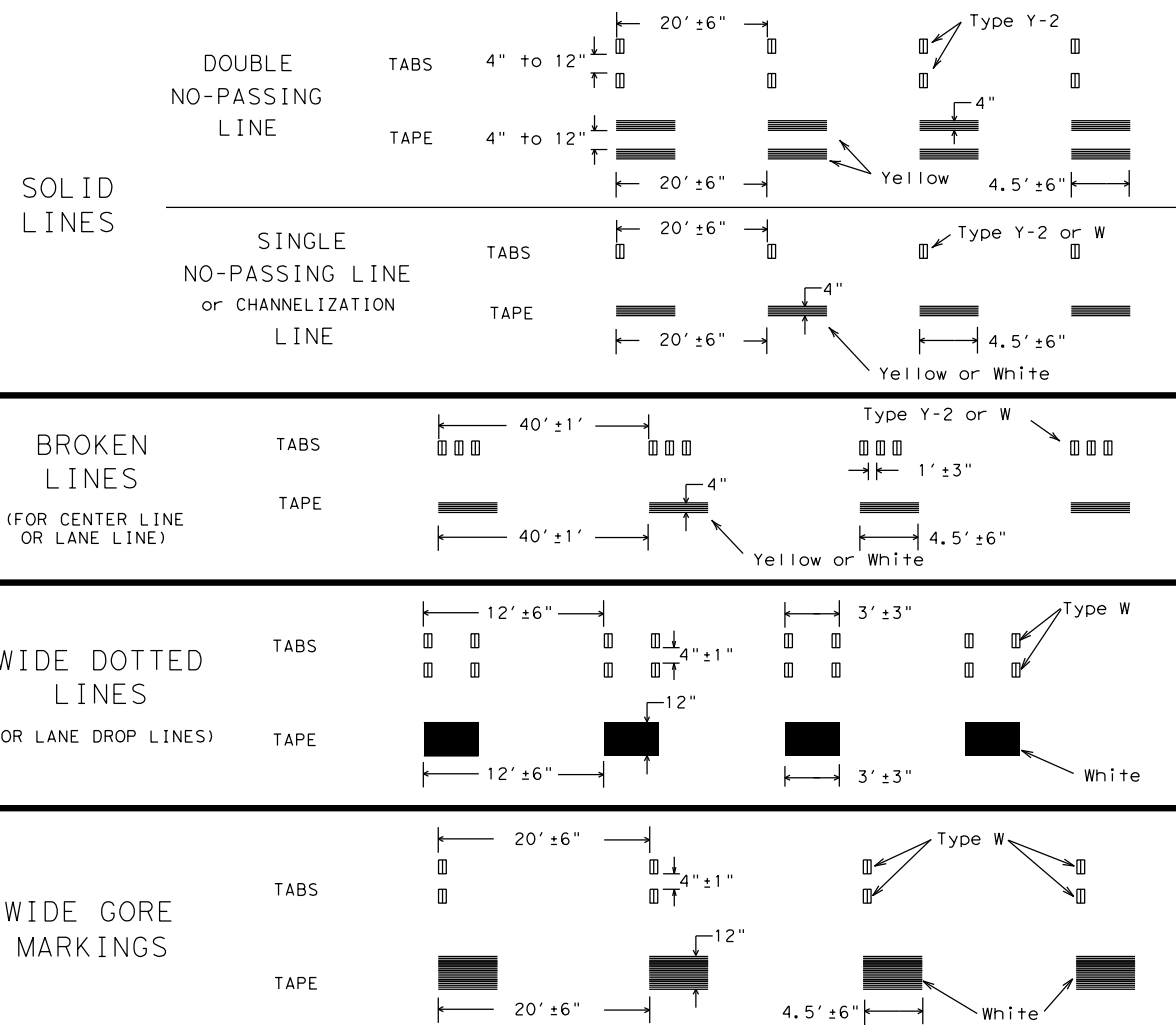 SOLID
LINES
DOUBLE
NO-PASSING
LINE
TABS
4" to 12"
20'±6"
Type Y-2
TAPE
4" to 12"
4"
Yellow
20'±6"
4.5'±6"
SINGLE
NO-PASSING LINE
or CHANNELIZATION
LINE
TABS
20'±6"
Type Y-2 or W
TAPE
4"
20'±6"
4.5'±6"
Yellow or White
BROKEN
LINES
(FOR CENTER LINE
OR LANE LINE)
TABS
40'±1'
Type Y-2 or W
1'±3"
TAPE
4"
40'±1'
4.5'±6"
Yellow or White
WIDE DOTTED
LINES
OR LANE DROP LINES)
TABS
12'±6"
3'±3"
Type W
4"±1"
TAPE
12"
12'±6"
3'±3"
White
WIDE GORE
MARKINGS
TABS
20'±6"
4"±1"
Type W
TAPE
12"
20'±6"
4.5'±6"
White